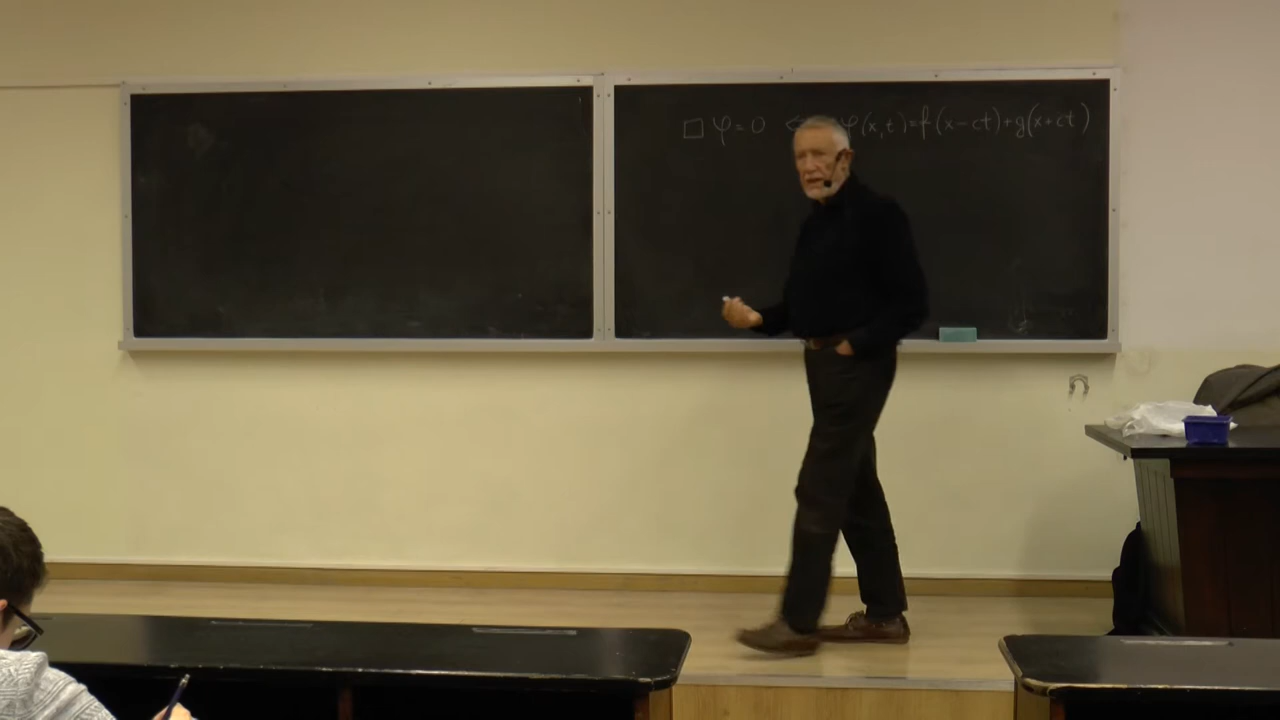 □ φ = 0 <= φ(x,t) = f(x-ct)+g(x+ct)